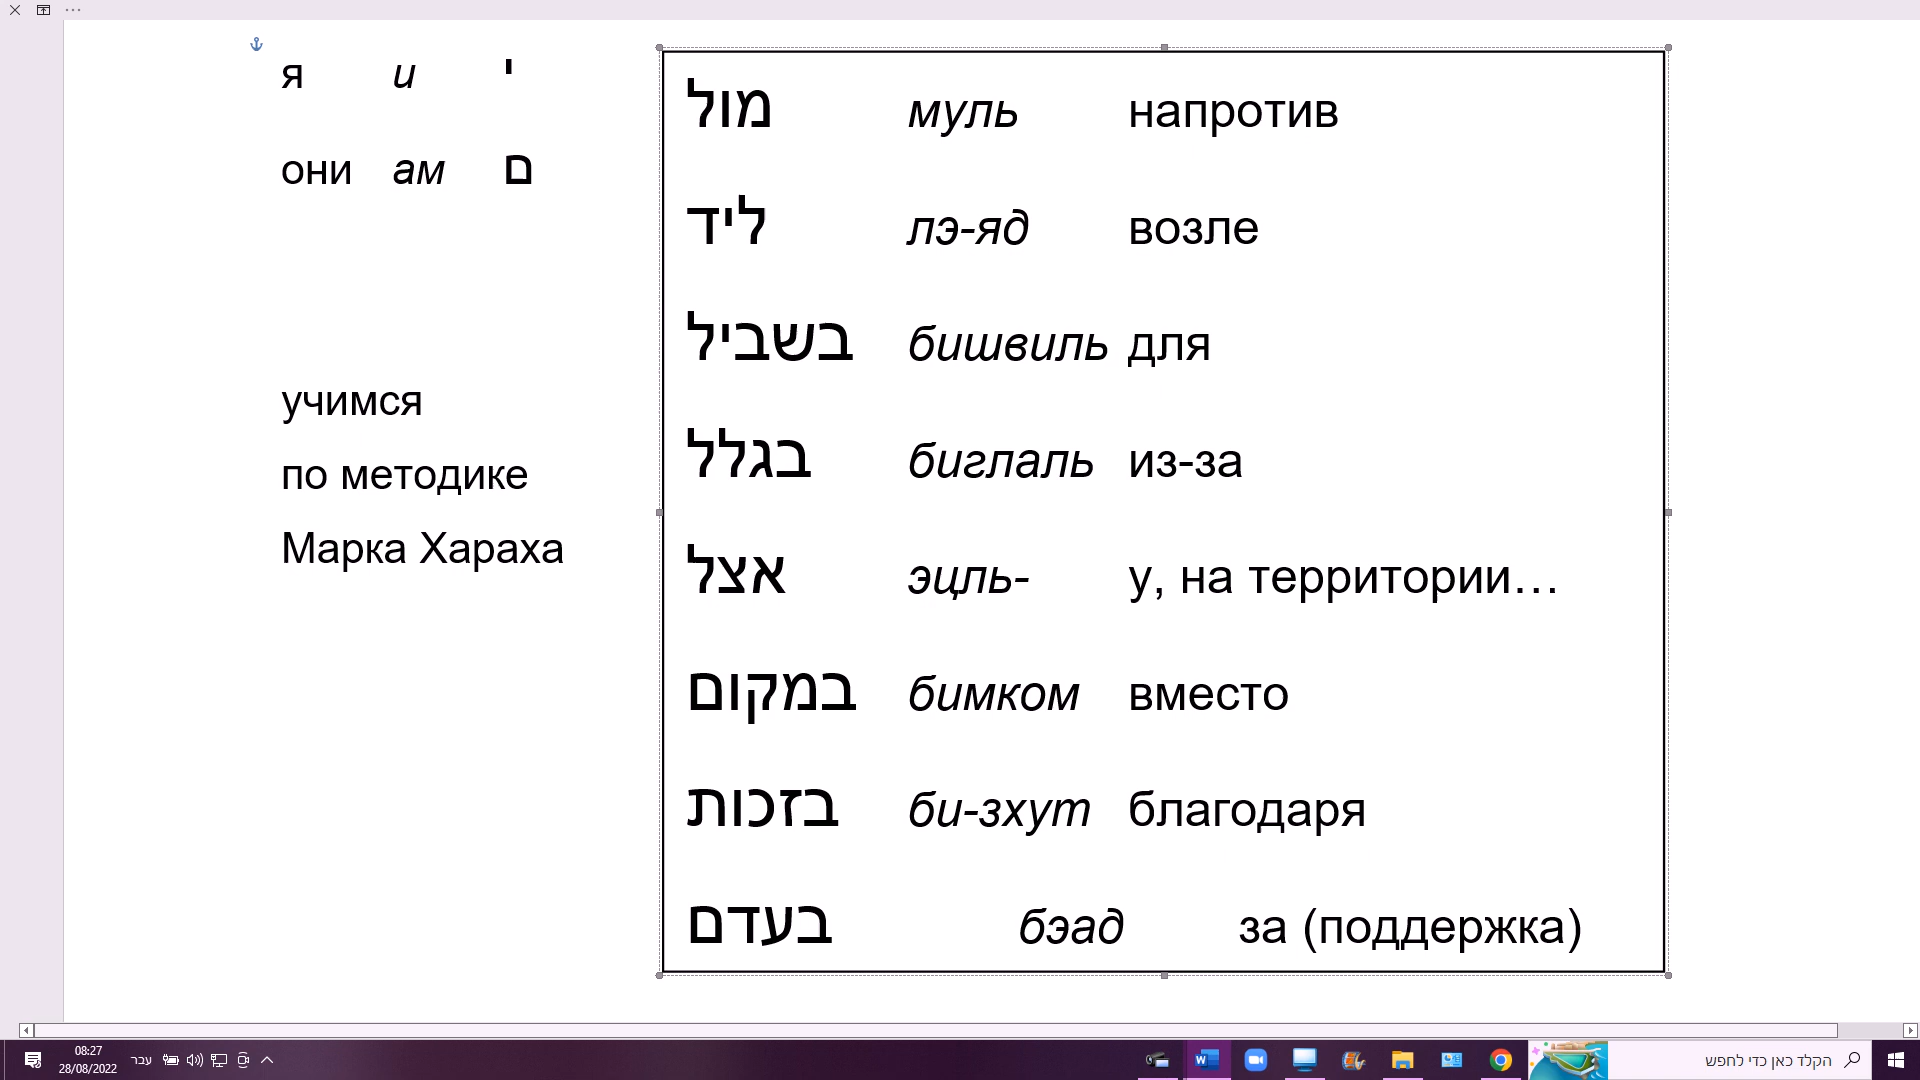 я и י
они ам ם
учимся
по методике
Марка Хараха
מול муль напротив
ליד лэ-яд возле
בשביל бишвиль для
בגלל биглаль из-за
אצל эцль- у, на территории…
במקום бимком вместо
בזכות би-зхут благодаря
בעדם бэад за (поддержка)
08:27
28/08/2022
עבר
הקלד כאן כדי לחפש